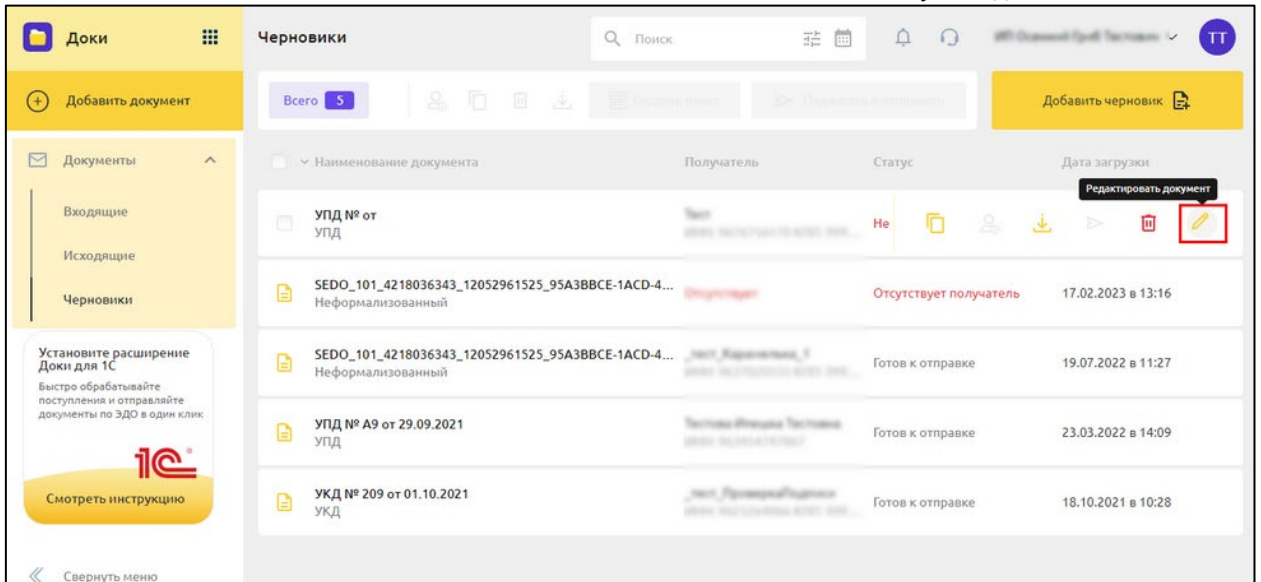 Доки
Черновики
Поиск
ТТ
Добавить документ
Всего 5
Добавить черновик
Документы
Наименование документа
Получатель
Статус
Дата загрузки
Редактировать документ
Входящие
УПД № от
УПД
Не
Исходящие
Черновики
SEDO_101_4218036343_12052961525_95A3BBCE-1ACD-4...
Неформализованный
Отсутствует получатель
17.02.2023 в 13:16
Установите расширение
Доки для 1С
Быстро обрабатывайте
поступления и отправляйте
документы по ЭДО в один клик
1С
Смотреть инструкцию
SEDO_101_4218036343_12052961525_95A3BBCE-1ACD-4...
Неформализованный
Готов к отправке
19.07.2022 в 11:27
УПД № А9 от 29.09.2021
УПД
Готов к отправке
23.03.2022 в 14:09
УКД № 209 от 01.10.2021
УКД
Готов к отправке
18.10.2021 в 10:28
Свернуть меню